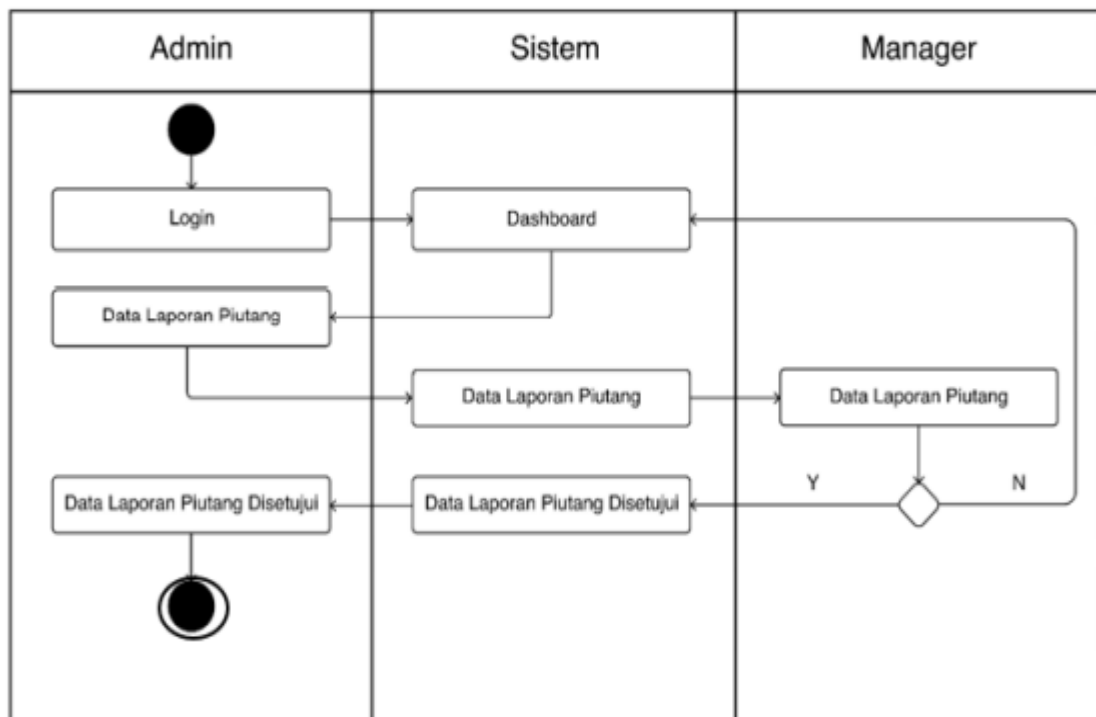 Admin
Sistem
Manager
Login
Dashboard
Data Laporan Piutang
Data Laporan Piutang
Data Laporan Piutang
Y
N
Data Laporan Piutang Disetujui
Data Laporan Piutang Disetujui